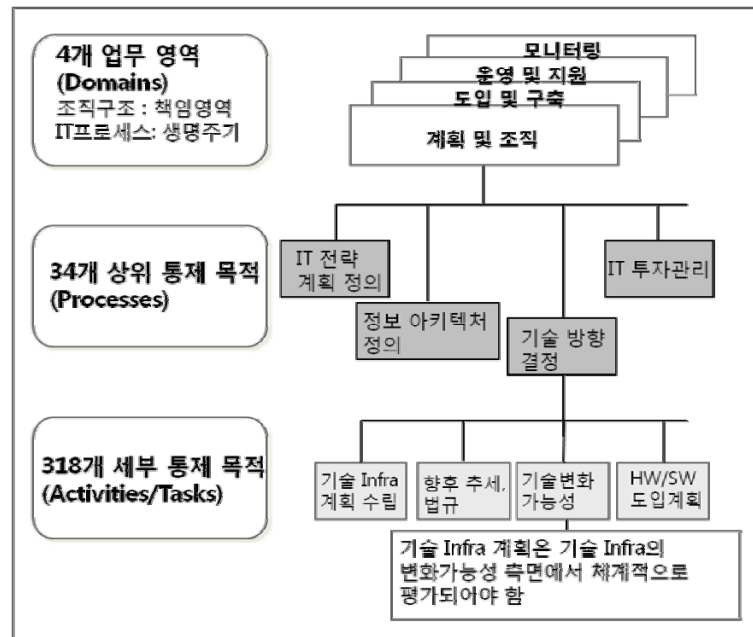 4개 업무 영역
(Domains)
조직구조 : 책임영역
IT프로세스: 생명주기
모니터링
운영 및 지원
도입 및 구축
계획 및 조직
34개 상위 통제 목적
(Processes)
IT 전략
계획 정의
정보 아키텍처
정의
기술 방향
결정
IT 투자관리
318개 세부 통제 목적
(Activities/Tasks)
기술 Infra
계획 수립
향후 추세,
법규
기술변화
가능성
HW/SW
도입계획
기술 Infra 계획은 기술 Infra의
변화가능성 측면에서 체계적으로
평가되어야 함